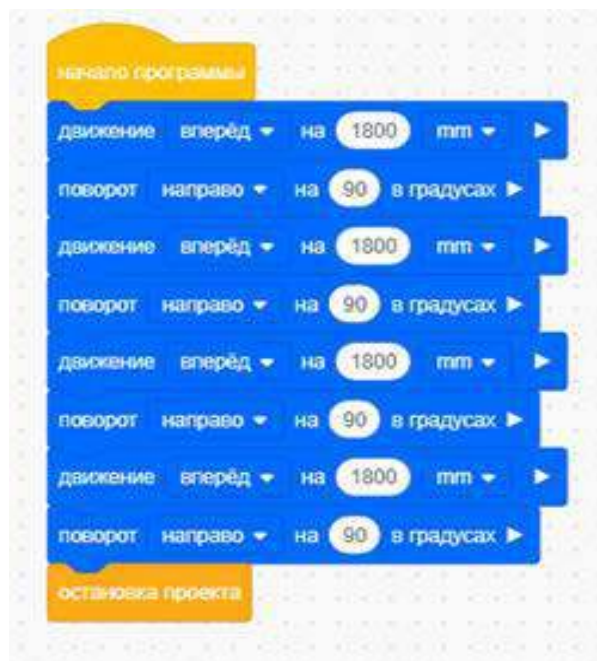 начало программы
движение вперёд на 1800 mm
поворот направо на 90 в градусах
движение вперёд на 1800 mm
поворот направо на 90 в градусах
движение вперёд на 1800 mm
поворот направо на 90 в градусах
движение вперёд на 1800 mm
поворот направо на 90 в градусах
остановка проекта